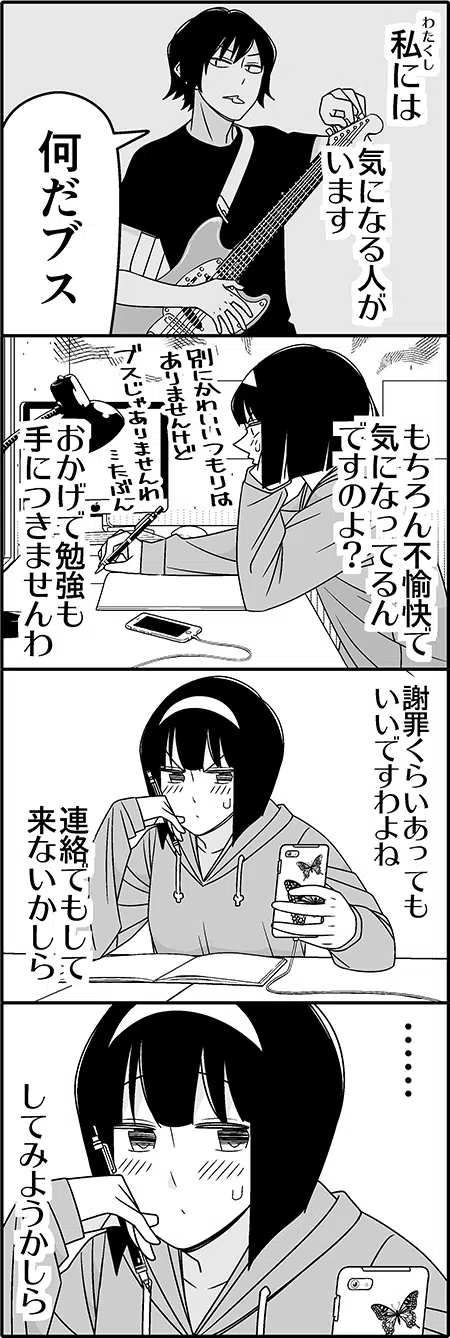 わたくし
私には
気になる人が
います
何だブス
もちろん不愉快で
気になってるん
ですのよ?
別にかわいいつもりは
ありませんけど
ブスじゃありませんわ
…たぶん
おかげで勉強も
手につきませんわ
謝罪くらいあっても
いいですわよね
連絡でもして
来ないかしら
……
してみようかしら